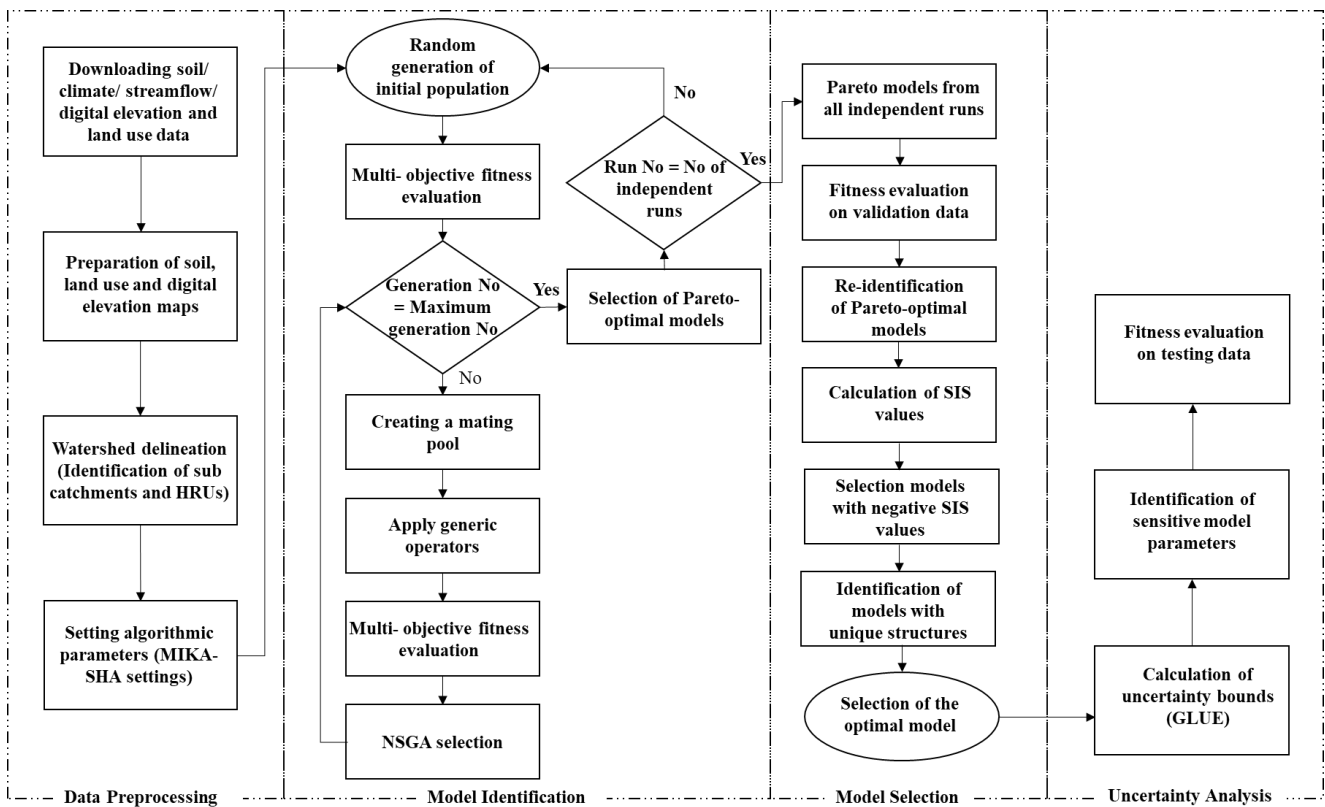 Downloading soil/
climate/ streamflow/
digital elevation and
land use data
Preparation of soil,
land use and digital
elevation maps
Watershed delineation
(Identification of sub
catchments and HRUs)
Setting algorithmic
parameters (MIKA-
SHA settings)
Data Preprocessing
Random
generation of
initial population
Multi- objective fitness
evaluation
Generation No
= Maximum
generation No
Yes
No
Creating a mating
pool
Apply generic
operators
Multi- objective fitness
evaluation
NSGA selection
Selection of Pareto-
optimal models
Run No = No of
independent
runs
No
Yes
Model Identification
Pareto models from
all independent runs
Fitness evaluation
on validation data
Re-identification
of Pareto-optimal
models
Calculation of SIS
values
Selection models
with negative SIS
values
Identification of
models with
unique structures
Selection of the
optimal model
Model Selection
Fitness evaluation
on testing data
Identification of
sensitive model
parameters
Calculation of
uncertainty bounds
(GLUE)
Uncertainty Analysis